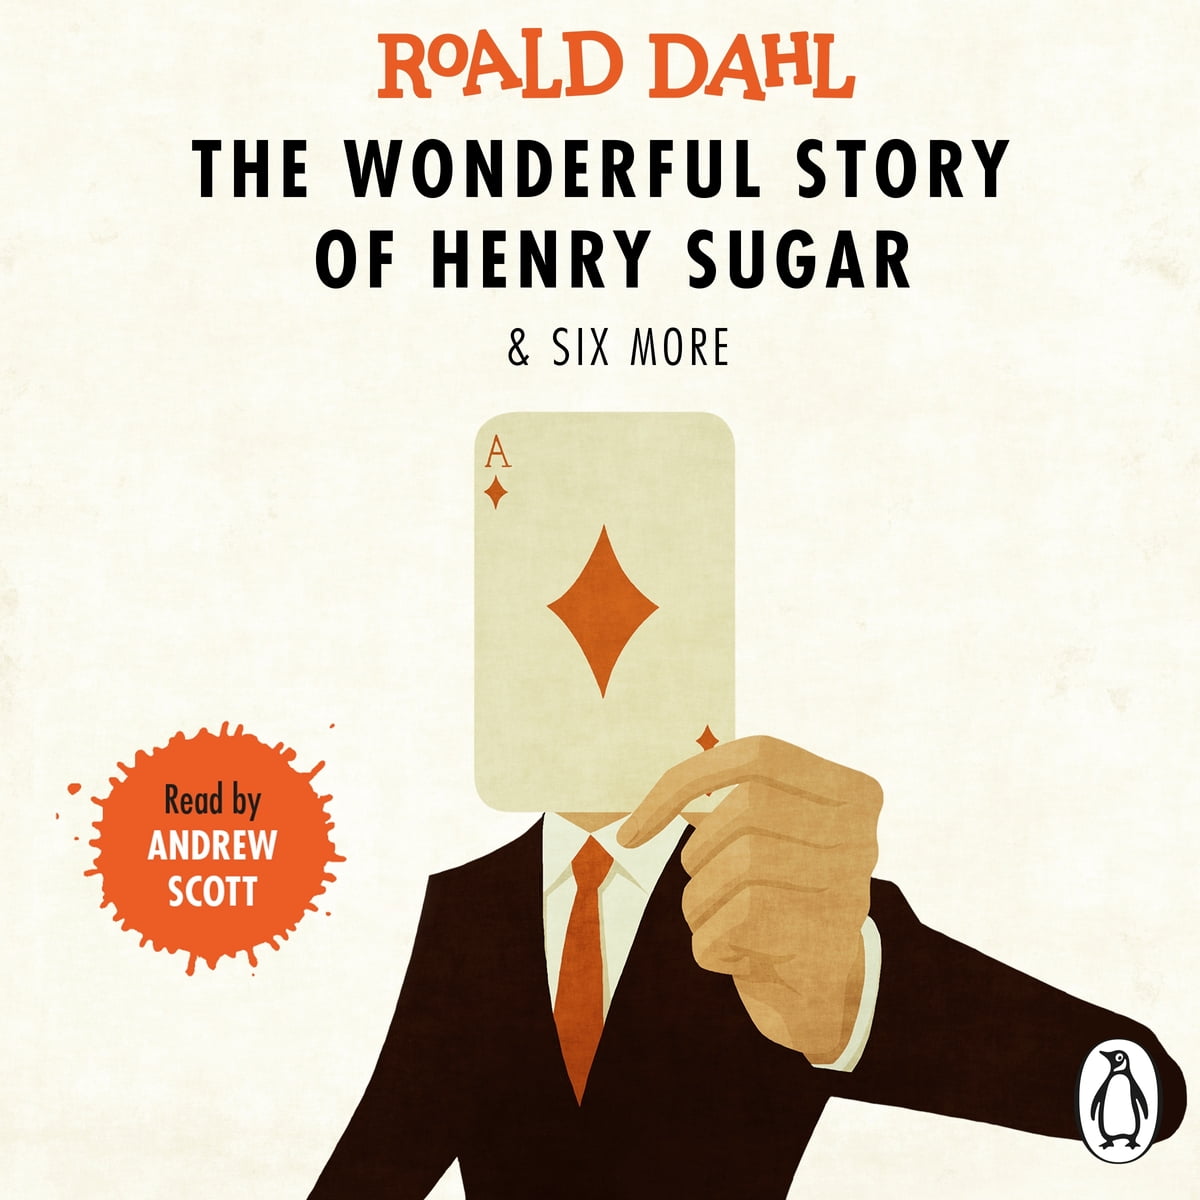 ROALD DAHL
THE WONDERFUL STORY
OF HENRY SUGAR
& SIX MORE
A
Read by
ANDREW
SCOTT